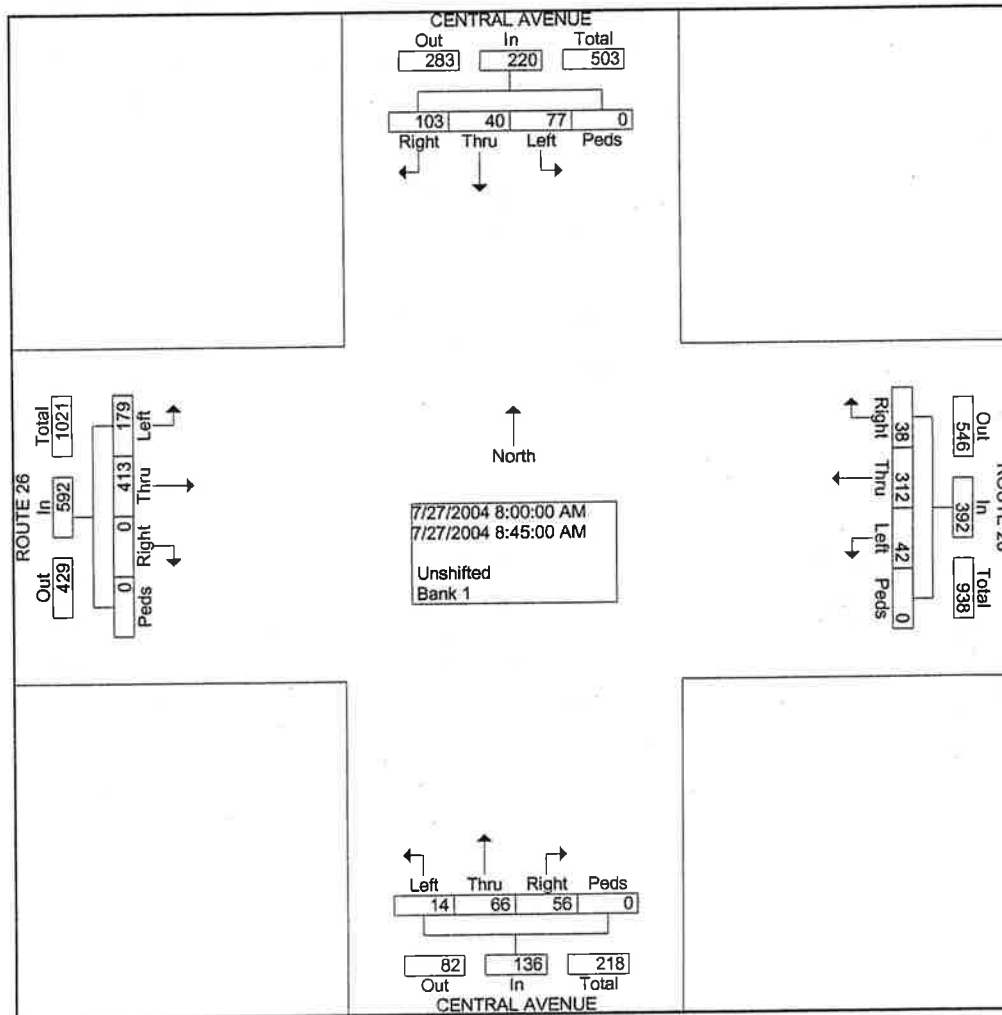 CENTRAL AVENUE
Out In Total
283 220 503
103 40 77 0
Right Thru Left Peds
ROUTE 26
Total In Out
1021 592 429
179 413 0 0
Left Thru Right Peds
North
7/27/2004 8:00:00 AM
7/27/2004 8:45:00 AM
Unshifted
Bank 1
Right Thru Left Peds
38 312 42 0
Out In Total
546 392 938
ROUTE
Left Thru Right Peds
14 66 56 0
82 136 218
Out In Total
CENTRAL AVENUE